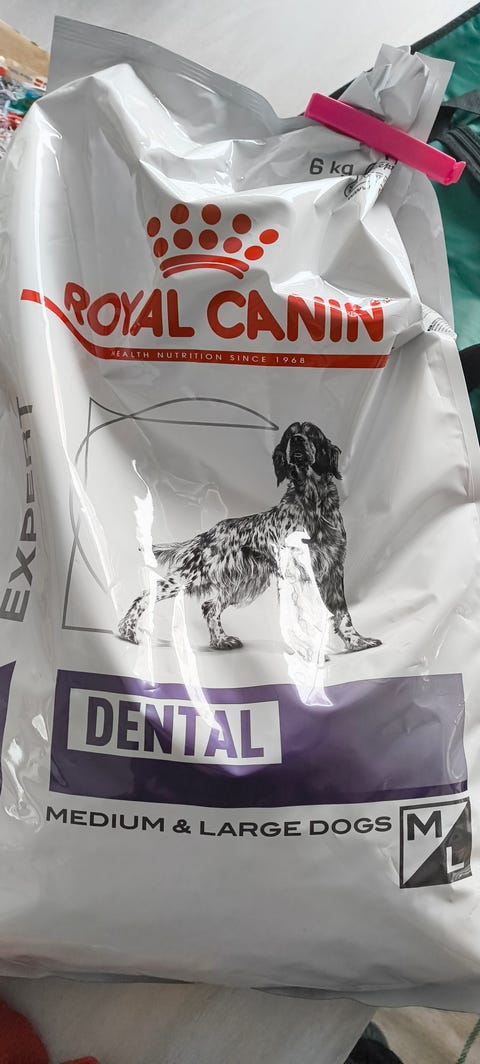 6 kg
ROYAL CANIN
HEALTH NUTRITION SINCE 1968
EXPERT
DENTAL
MEDIUM & LARGE DOGS
M
L